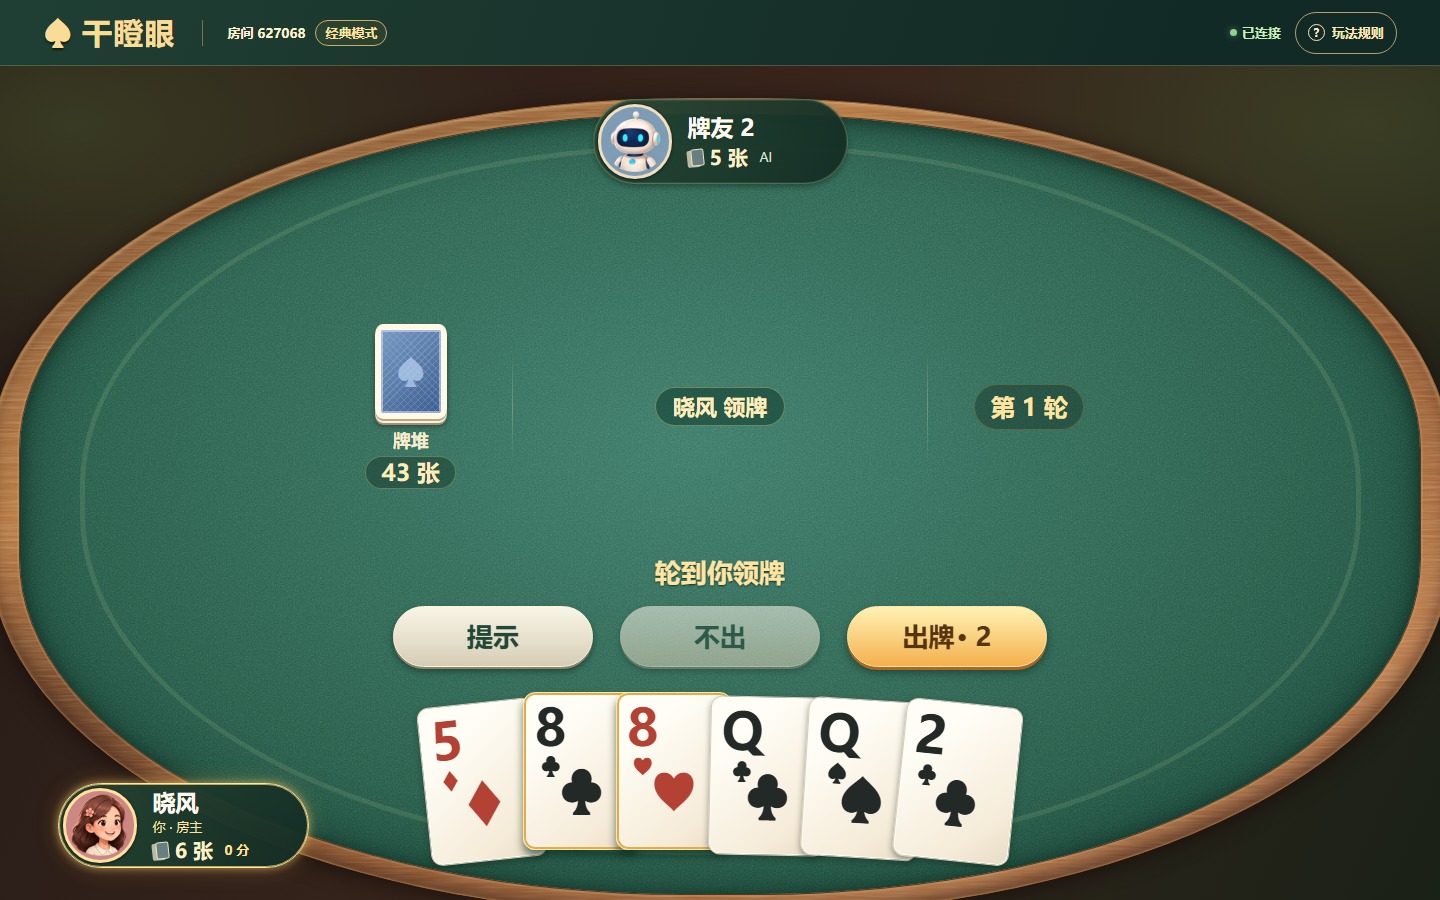 干瞪眼
房间 627068
经典模式
已连接
? 玩法规则
牌友 2
5 张 AI
牌堆
43 张
晓风 领牌
第 1 轮
轮到你领牌
提示
不出
出牌· 2
5
8
8
Q
Q
2
晓风
你 · 房主
6 张 0 分